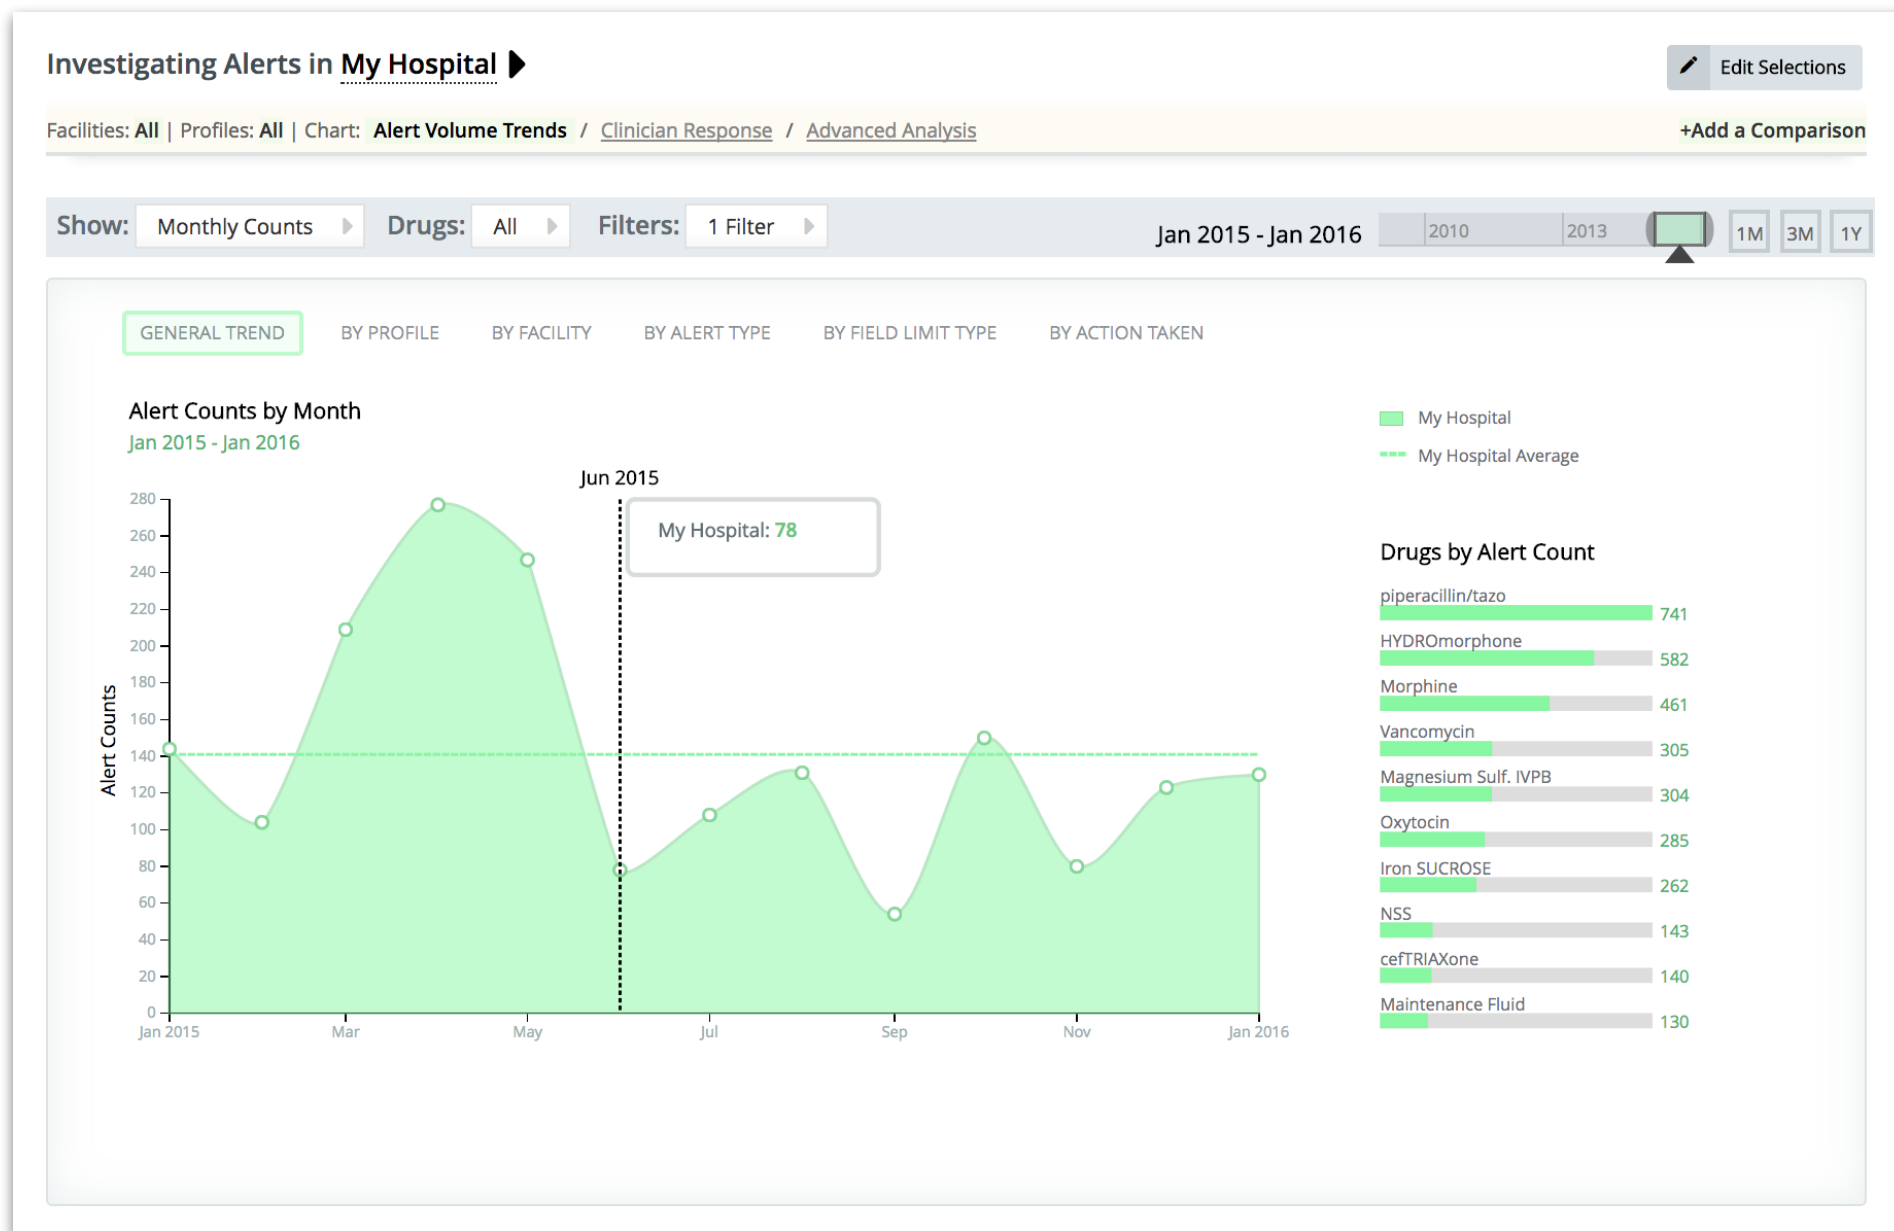 Investigating Alerts in My Hospital
Edit Selections
Facilities: All | Profiles: All | Chart: Alert Volume Trends / Clinician Response / Advanced Analysis
+Add a Comparison
Show: Monthly Counts Drugs: All Filters: 1 Filter
Jan 2015 - Jan 2016
2010 2013
1M 3M 1Y
GENERAL TREND BY PROFILE BY FACILITY BY ALERT TYPE BY FIELD LIMIT TYPE BY ACTION TAKEN
Alert Counts by Month
Jan 2015 - Jan 2016
Jun 2015
My Hospital: 78
Alert Counts
280
260
240
220
200
180
160
140
120
100
80
60
40
20
0
Jan 2015 Mar May Jul Sep Nov Jan 2016
My Hospital
My Hospital Average
Drugs by Alert Count
piperacillin/tazo
741
HYDROmorphone
582
Morphine
461
Vancomycin
305
Magnesium Sulf. IVPB
304
Oxytocin
285
Iron SUCROSE
262
NSS
143
cefTRIAXone
140
Maintenance Fluid
130